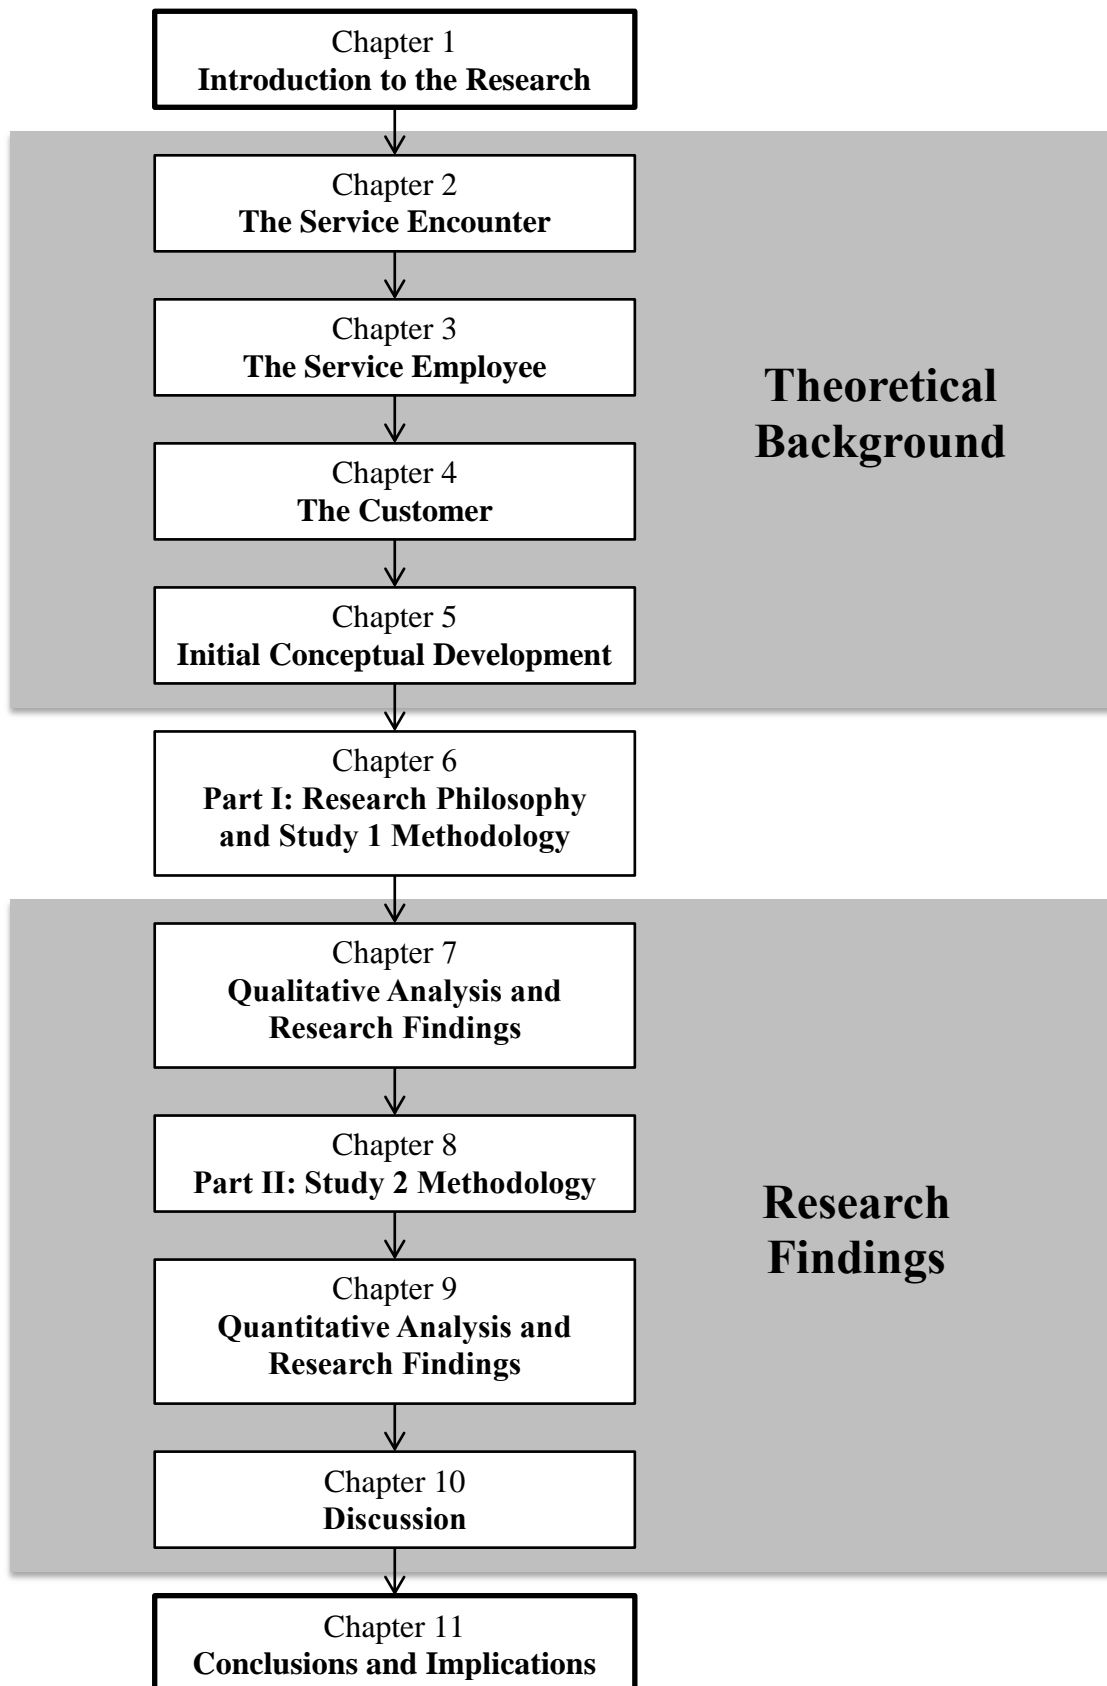 Chapter 1
Introduction to the Research
Chapter 2
The Service Encounter
Chapter 3
The Service Employee
Theoretical
Background
Chapter 4
The Customer
Chapter 5
Initial Conceptual Development
Chapter 6
Part I: Research Philosophy
and Study 1 Methodology
Chapter 7
Qualitative Analysis and
Research Findings
Chapter 8
Part II: Study 2 Methodology
Research
Findings
Chapter 9
Quantitative Analysis and
Research Findings
Chapter 10
Discussion
Chapter 11
Conclusions and Implications